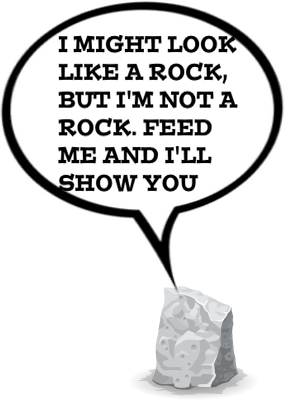 I MIGHT LOOK
LIKE A ROCK,
BUT I'M NOT A
ROCK. FEED
ME AND I'LL
SHOW YOU